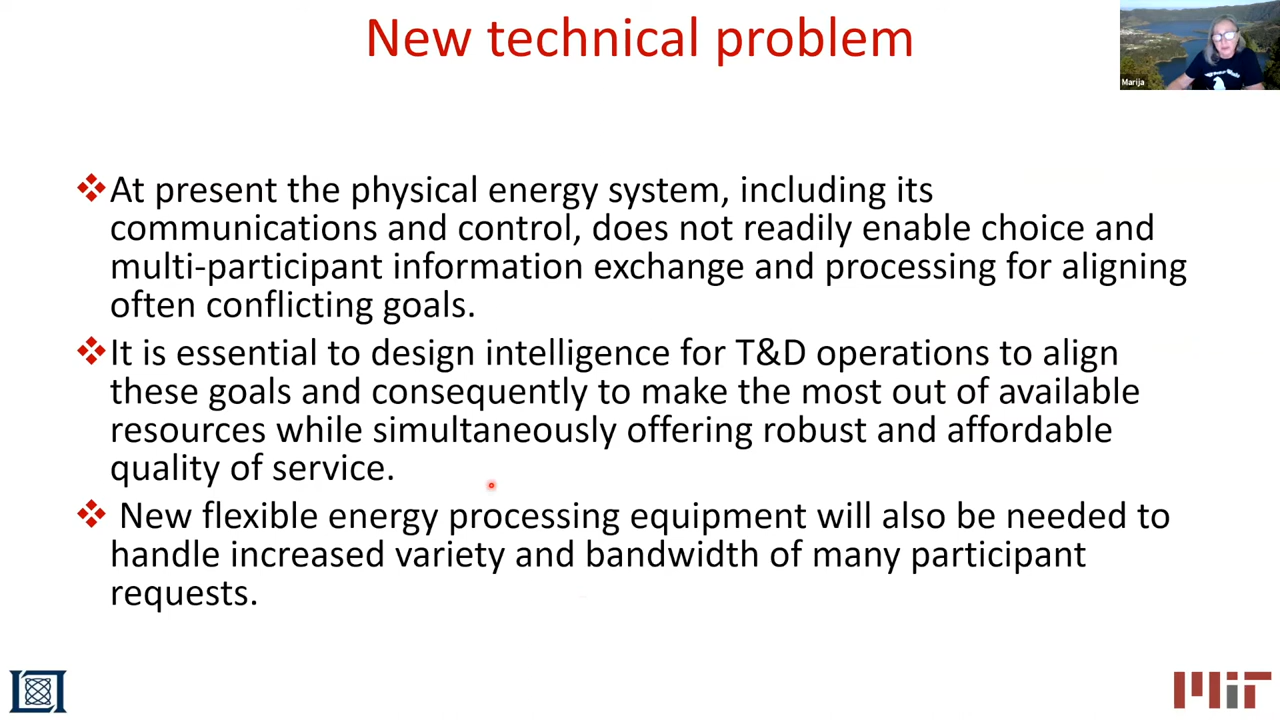 New technical problem
Marija
❖At present the physical energy system, including its
communications and control, does not readily enable choice and
multi-participant information exchange and processing for aligning
often conflicting goals.
❖It is essential to design intelligence for T&D operations to align
these goals and consequently to make the most out of available
resources while simultaneously offering robust and affordable
quality of service.
❖ New flexible energy processing equipment will also be needed to
handle increased variety and bandwidth of many participant
requests.
MIT